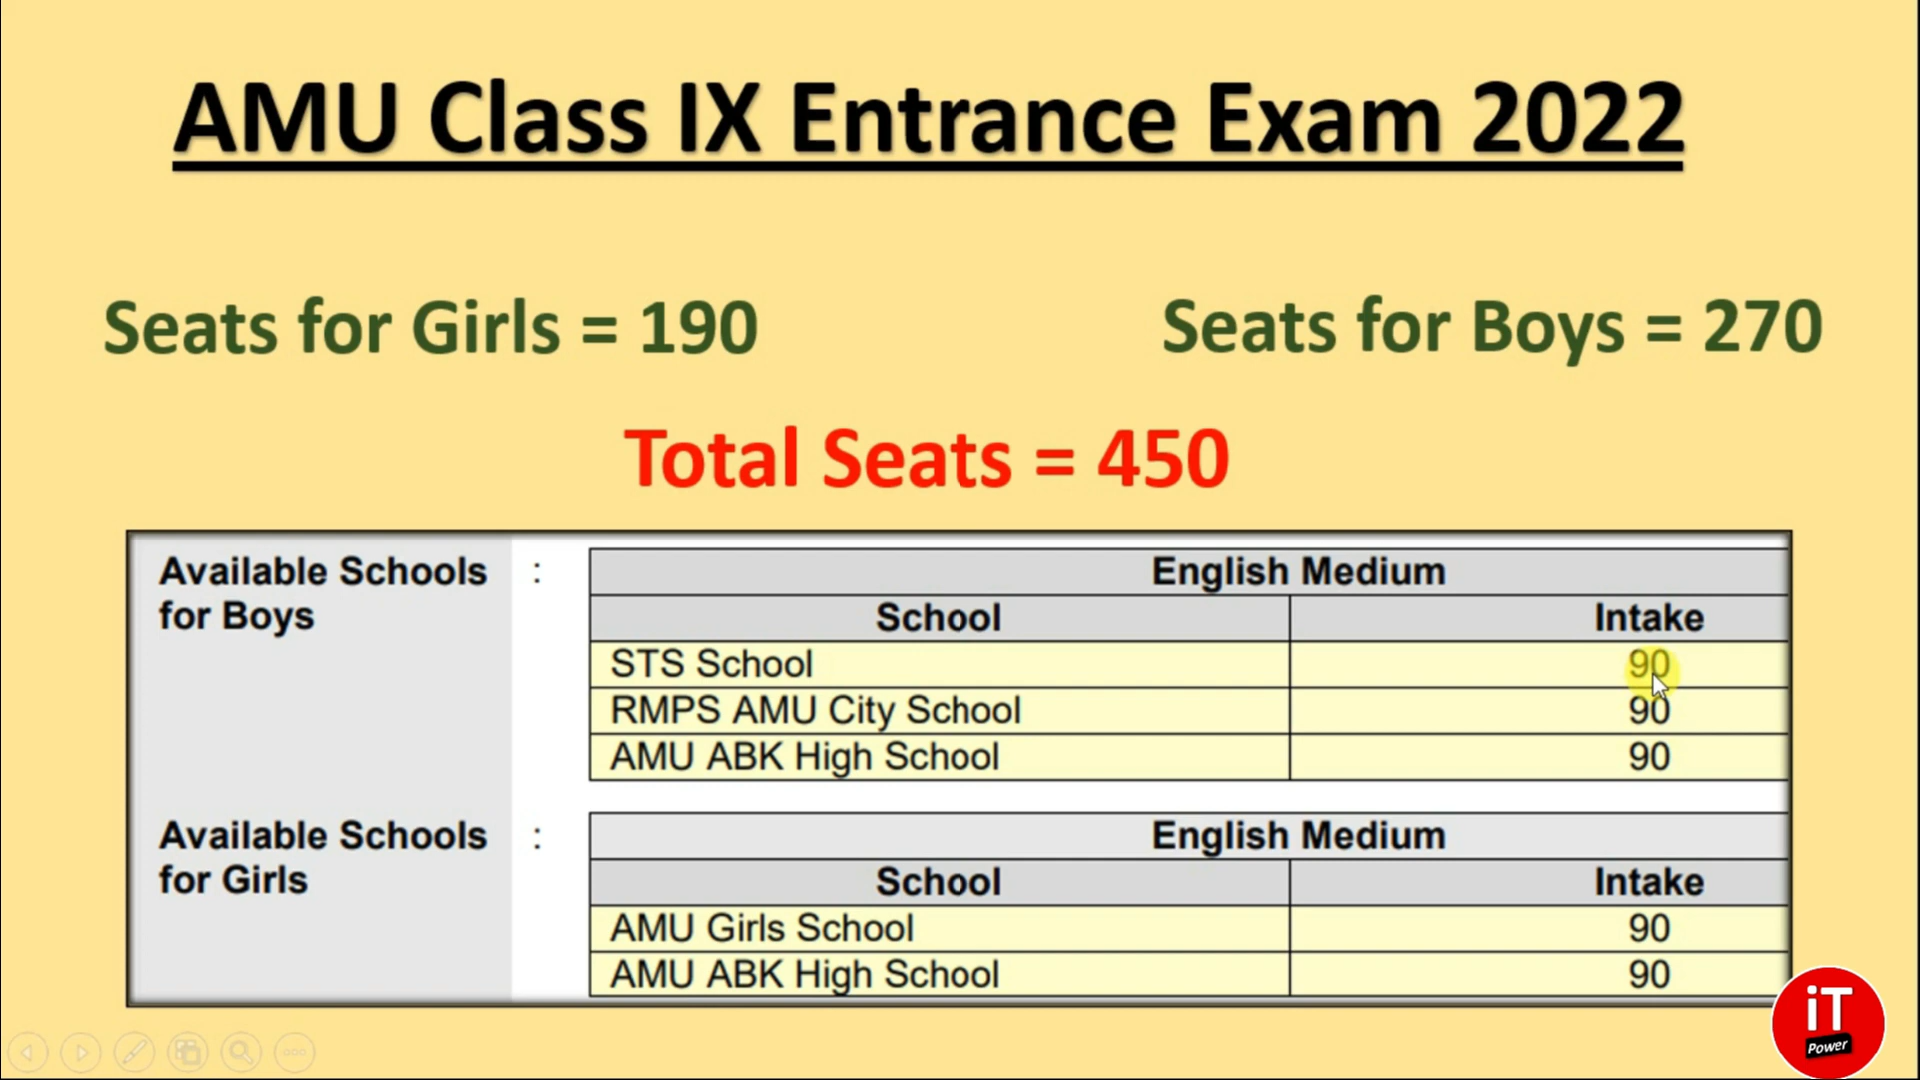 AMU Class IX Entrance Exam 2022
Seats for Girls = 190
Seats for Boys = 270
Total Seats = 450
Available Schools : English Medium
for Boys School Intake
STS School 90
RMPS AMU City School 90
AMU ABK High School 90
Available Schools : English Medium
for Girls School Intake
AMU Girls School 90
AMU ABK High School 90
iT
Power